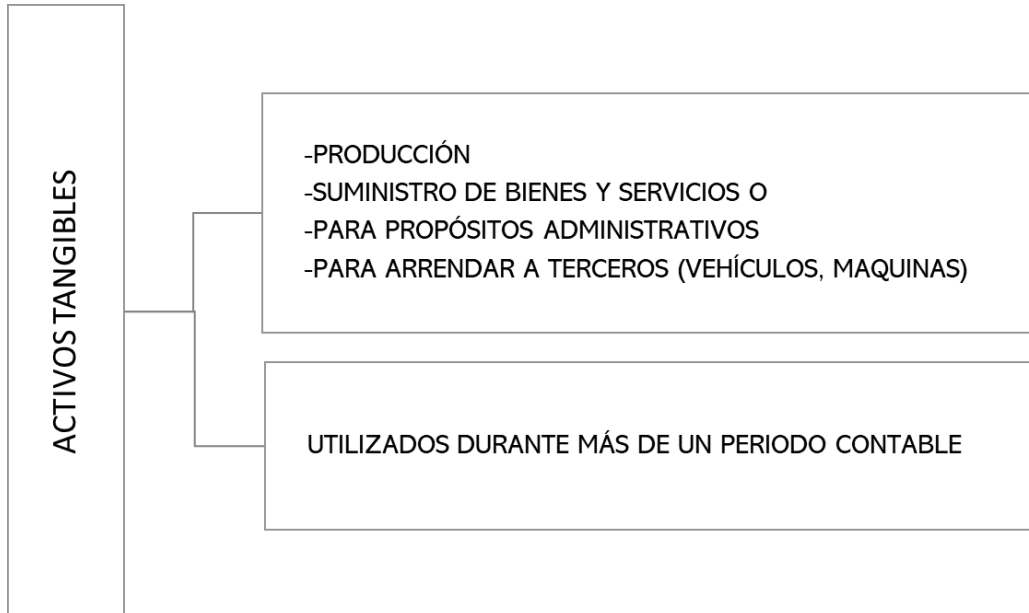 ACTIVOS TANGIBLES
-PRODUCCIÓN
-SUMINISTRO DE BIENES Y SERVICIOS O
-PARA PROPÓSITOS ADMINISTRATIVOS
-PARA ARRENDAR A TERCEROS (VEHÍCULOS, MAQUINAS)
UTILIZADOS DURANTE MÁS DE UN PERIODO CONTABLE